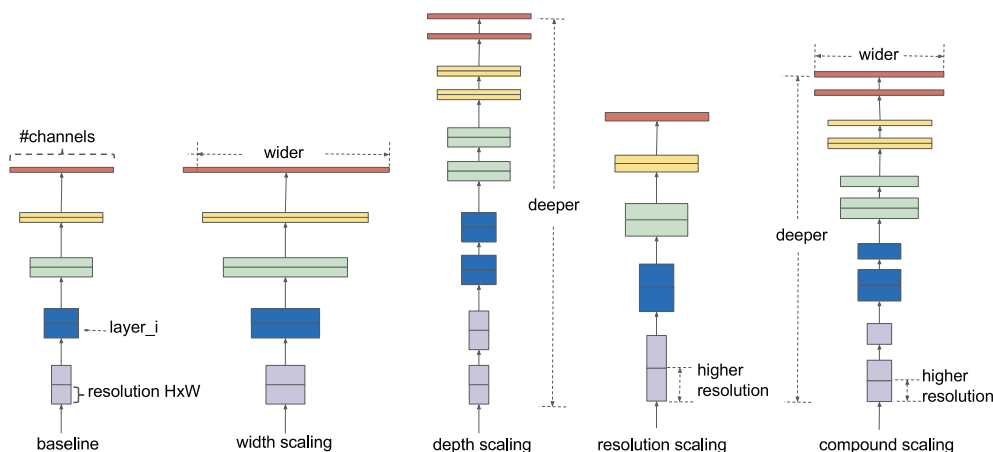 #channels
layer_i
resolution HxW
baseline
wider
width scaling
deeper
depth scaling
higher
resolution
resolution scaling
wider
deeper
higher
resolution
compound scaling